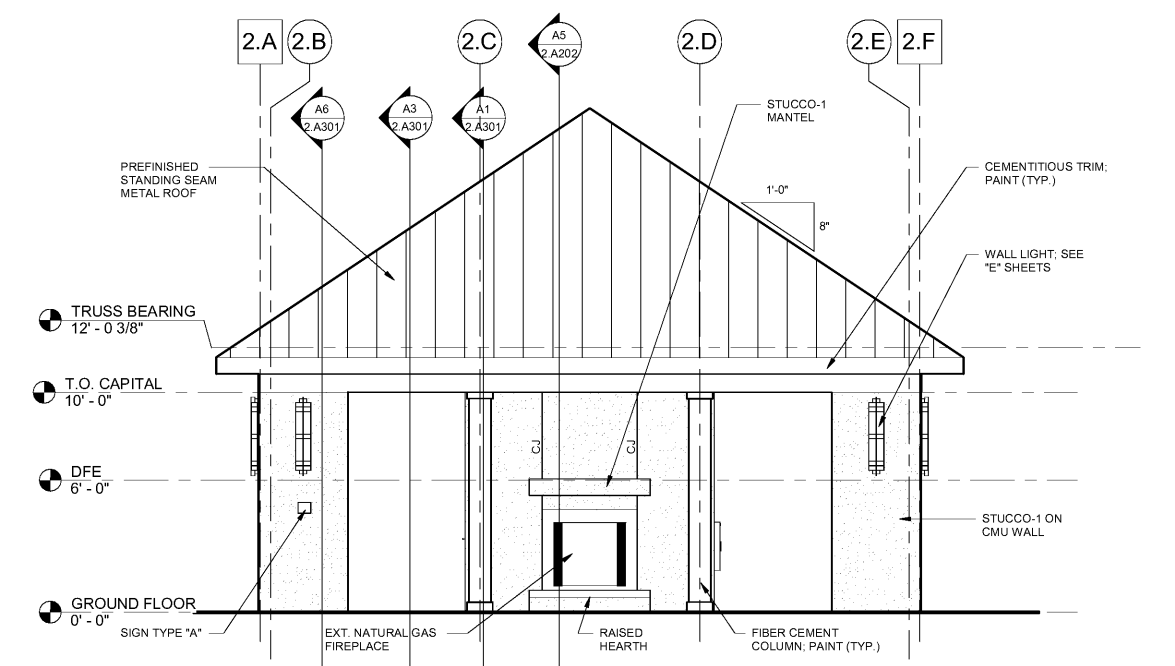 2.A
2.B
2.C
A5
2.A202
2.D
2.E
2.F
A6
2.A301
A3
2.A301
A1
2.A301
STUCCO-1
MANTEL
PREFINISHED
STANDING SEAM
METAL ROOF
CEMENTITIOUS TRIM;
PAINT (TYP.)
1'-0"
8"
WALL LIGHT; SEE
"E" SHEETS
TRUSS BEARING
12' - 0 3/8"
T.O. CAPITAL
10' - 0"
CJ
CJ
DFE
6' - 0"
STUCCO-1 ON
CMU WALL
GROUND FLOOR
0' - 0"
SIGN TYPE "A"
EXT. NATURAL GAS
FIREPLACE
RAISED
HEARTH
FIBER CEMENT
COLUMN; PAINT (TYP.)